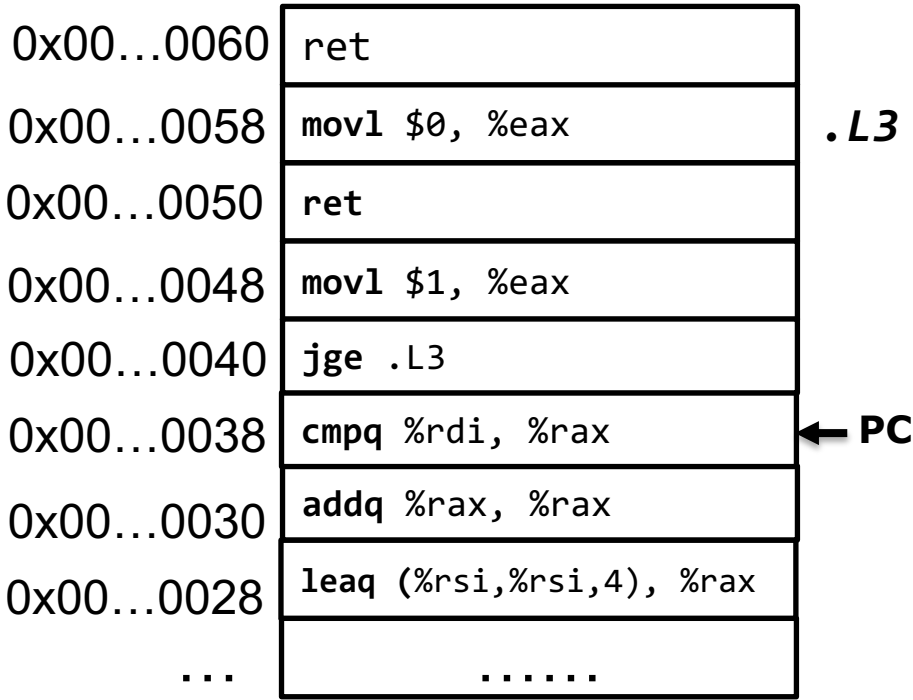 0x00…0060 ret
0x00…0058 movl $0, %eax .L3
0x00…0050 ret
0x00…0048 movl $1, %eax
0x00…0040 jge .L3
0x00…0038 cmpq %rdi, %rax PC
0x00…0030 addq %rax, %rax
0x00…0028 leaq (%rsi,%rsi,4), %rax
... ......